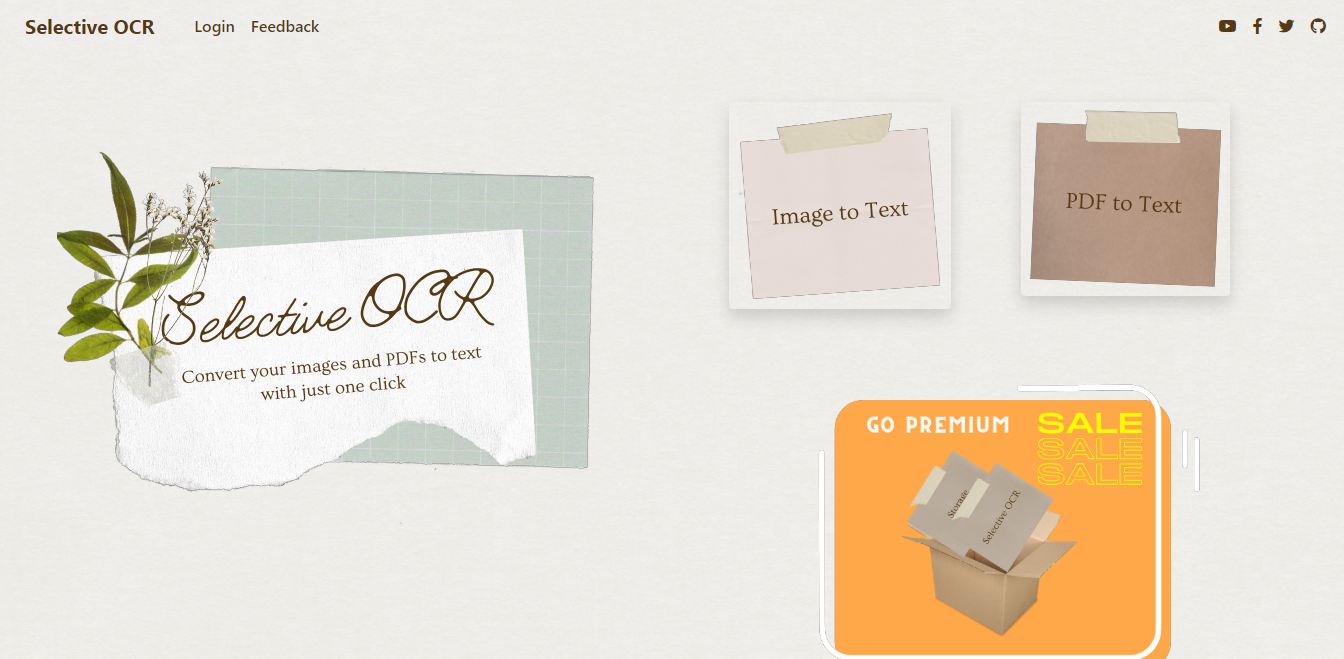 Selective OCR
Login
Feedback
Selective OCR
Convert your images and PDFs to text
with just one click
Image to Text
PDF to Text
GO PREMIUM
SALE
SALE
SALE
Storage
Selective OCR